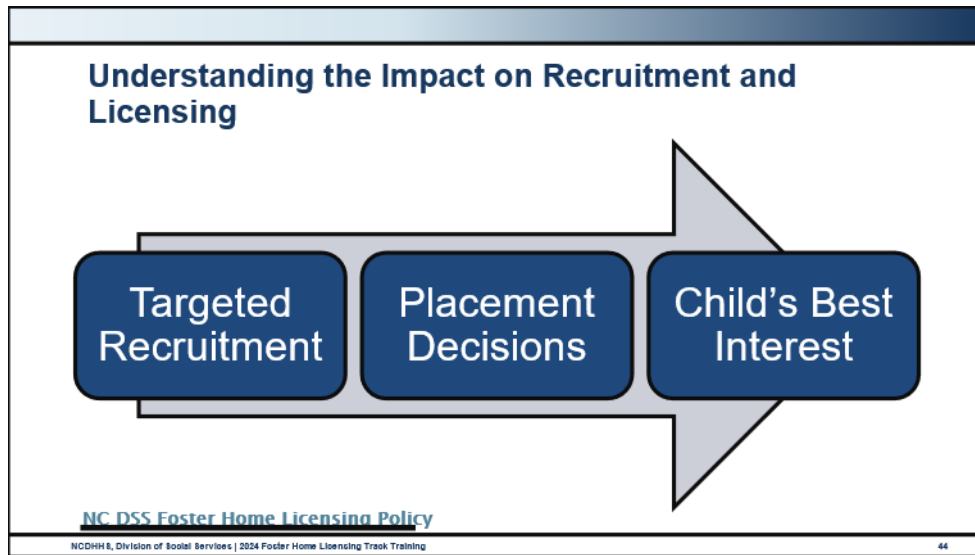 Understanding the Impact on Recruitment and
Licensing
Targeted
Recruitment
Placement
Decisions
Child's Best
Interest
NC DSS Foster Home Licensing Policy
NCDHHS, Division of Social Services | 2024 Foster Home Licensing Track Training
44